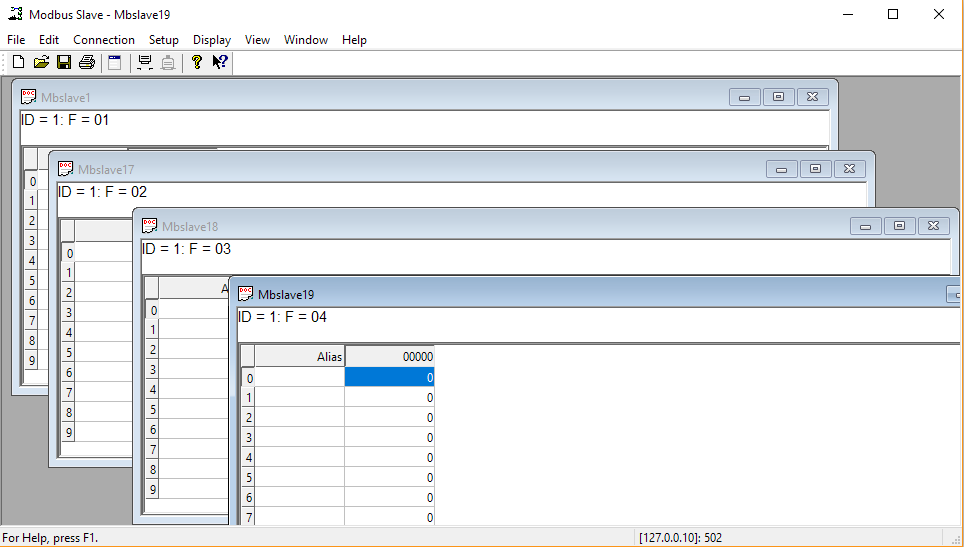 Modbus Slave - Mbslave19
File Edit Connection Setup Display View Window Help
Mbslave1
ID = 1: F = 01
0
1
2
3
4
5
6
7
8
9
Mbslave17
ID = 1: F = 02
0
1
2
3
4
5
6
7
8
9
Mbslave18
ID = 1: F = 03
A
0
1
2
3
4
5
6
7
8
9
Mbslave19
ID = 1: F = 04
Alias 00000
0 0
1 0
2 0
3 0
4 0
5 0
6 0
7 0
For Help, press F1. [127.0.0.10]: 502